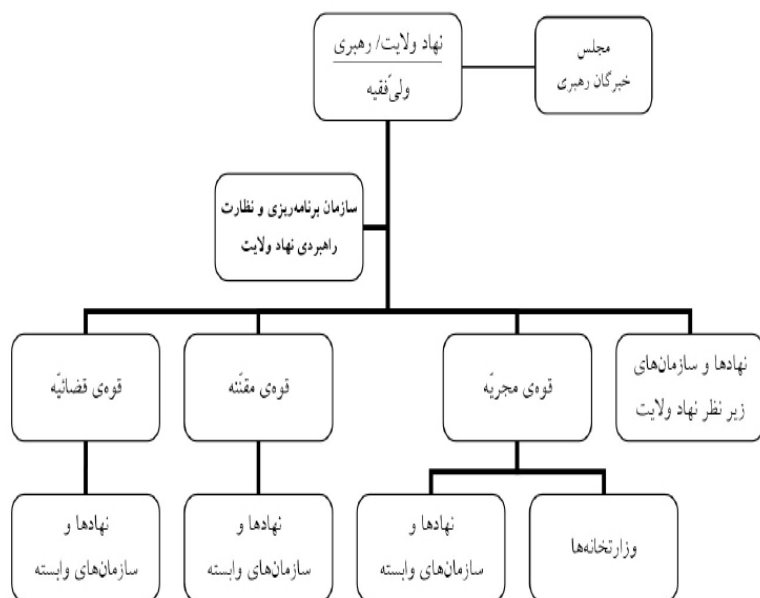 نهاد ولایت/ رهبری
ولیّ‌فقیه
مجلس
خبرگان رهبری
سازمان برنامه‌ریزی و نظارت
راهبردی نهاد ولایت
نهادها و سازمان‌های
زیر نظر نهاد ولایت
قوه‌ی مجریّه
قوه‌ی مقنّنه
قوه‌ی قضائیّه
وزارتخانه‌ها
نهادها و
سازمان‌های وابسته
نهادها و
سازمان‌های وابسته
نهادها و
سازمان‌های وابسته